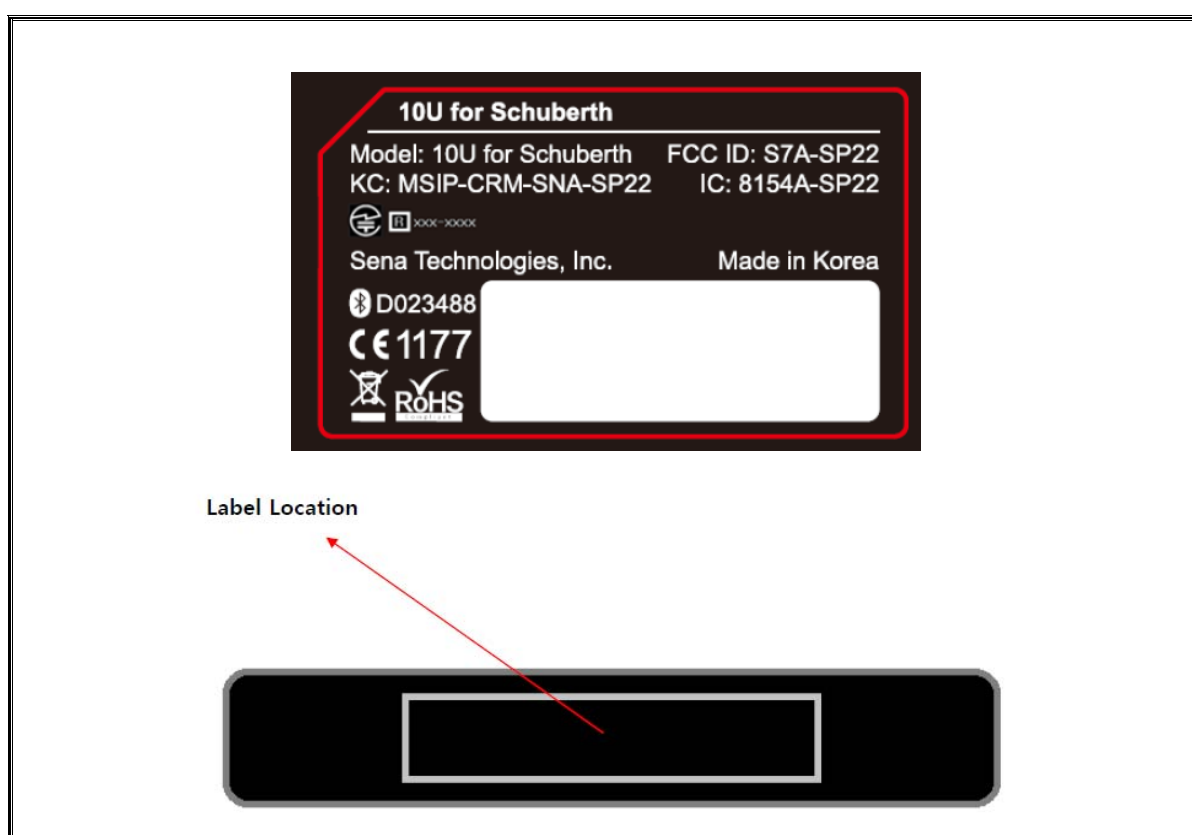 10U for Schuberth
Model: 10U for Schuberth FCC ID: S7A-SP22
KC: MSIP-CRM-SNA-SP22 IC: 8154A-SP22
R xxx-xxxx
Sena Technologies, Inc. Made in Korea
D023488
CE 1177
RoHS
Compliant
Label Location